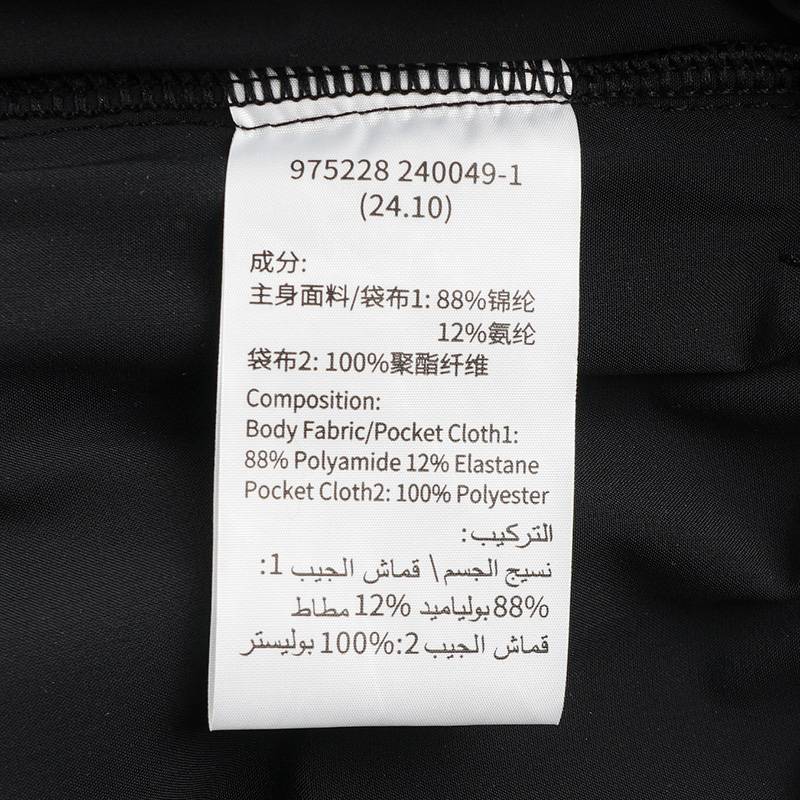 975228 240049-1
(24.10)
成分:
主身面料/袋布1: 88%锦纶
12%氨纶
袋布2: 100%聚酯纤维
Composition:
Body Fabric/Pocket Cloth1:
88% Polyamide 12% Elastane
Pocket Cloth2: 100% Polyester
التركيب:
نسيج الجسم\ قماش الجيب 1:
88% بولياميد 12% مطاط
قماش الجيب 2: 100% بوليستر